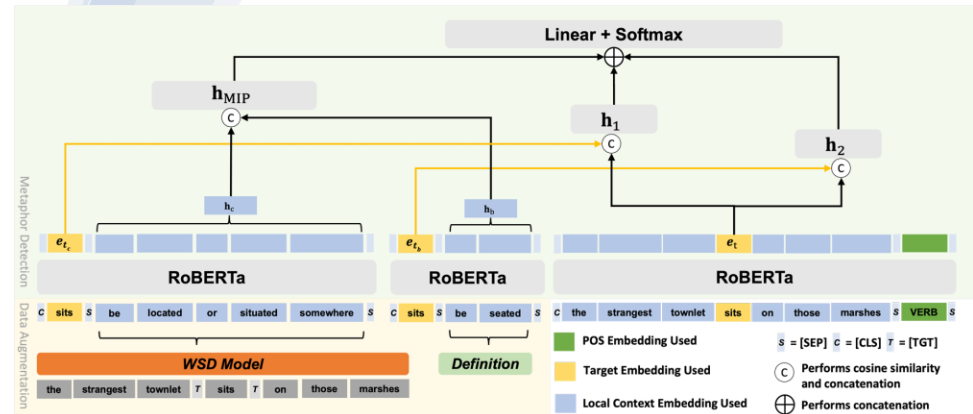 Linear + Softmax
h_MIP
C
h_1
C
h_2
C
Metaphor Detection
h_c
h_b
e_tc
e_tb
e_t
RoBERTa
RoBERTa
RoBERTa
Data Augmentation
C sits S be located or situated somewhere S
C sits S be seated S
C the strangest townlet sits on those marshes S VERB S
WSD Model
Definition
the strangest townlet T sits T on those marshes
POS Embedding Used
S = [SEP] C = [CLS] T = [TGT]
Target Embedding Used
C Performs cosine similarity
and concatenation
Local Context Embedding Used
Performs concatenation